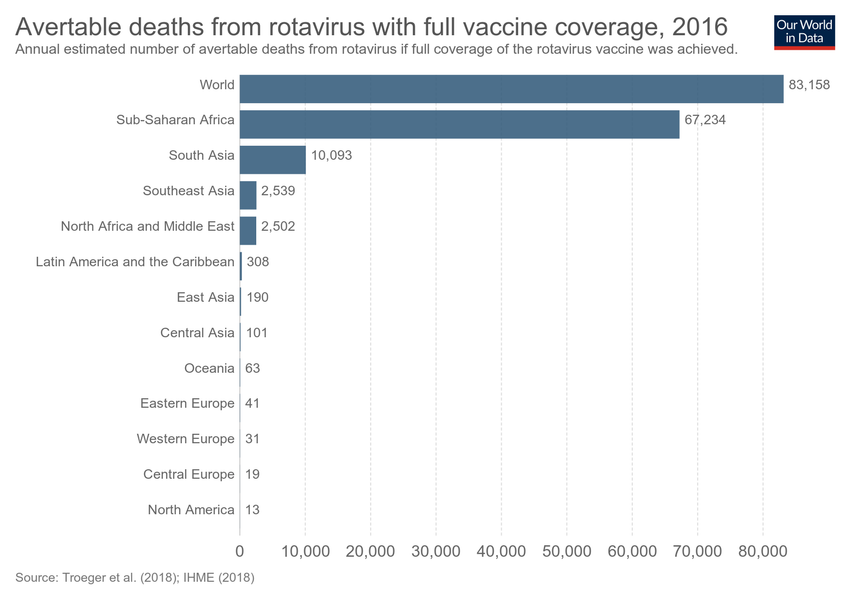 Avertable deaths from rotavirus with full vaccine coverage, 2016
Annual estimated number of avertable deaths from rotavirus if full coverage of the rotavirus vaccine was achieved.
Our World
in Data
World 83,158
Sub-Saharan Africa 67,234
South Asia 10,093
Southeast Asia 2,539
North Africa and Middle East 2,502
Latin America and the Caribbean 308
East Asia 190
Central Asia 101
Oceania 63
Eastern Europe 41
Western Europe 31
Central Europe 19
North America 13
0 10,000 20,000 30,000 40,000 50,000 60,000 70,000 80,000
Source: Troeger et al. (2018); IHME (2018)